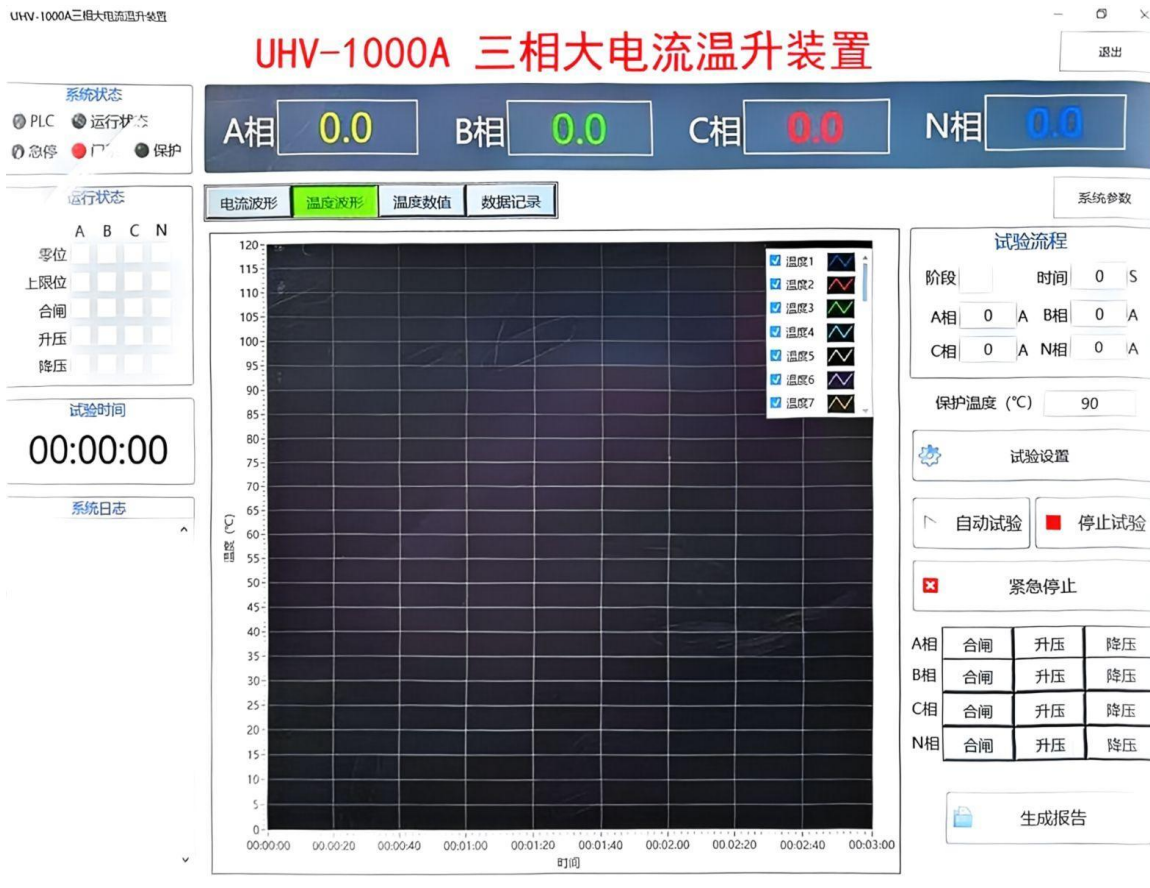 UHV-1000A三相大电流温升装置
UHV-1000A 三相大电流温升装置
退出
系统状态
PLC 运行状态
急停 门 保护
A相 0.0 B相 0.0 C相 0.0 N相 0.0
运行状态
A B C N
零位
上限位
合闸
升压
降压
电流波形 温度波形 温度数值 数据记录
系统参数
试验时间
00:00:00
系统日志
温度 (℃)
120
115
110
105
100
95
90
85
80
75
70
65
60
55
50
45
40
35
30
25
20
15
10
5
0
00:00:00 00:00:20 00:00:40 00:01:00 00:01:20 00:01:40 00:02:00 00:02:20 00:02:40 00:03:00
时间
温度1
温度2
温度3
温度4
温度5
温度6
温度7
试验流程
阶段 时间 0 S
A相 0 A B相 0 A
C相 0 A N相 0 A
保护温度 (℃) 90
试验设置
自动试验 停止试验
紧急停止
A相 合闸 升压 降压
B相 合闸 升压 降压
C相 合闸 升压 降压
N相 合闸 升压 降压
生成报告